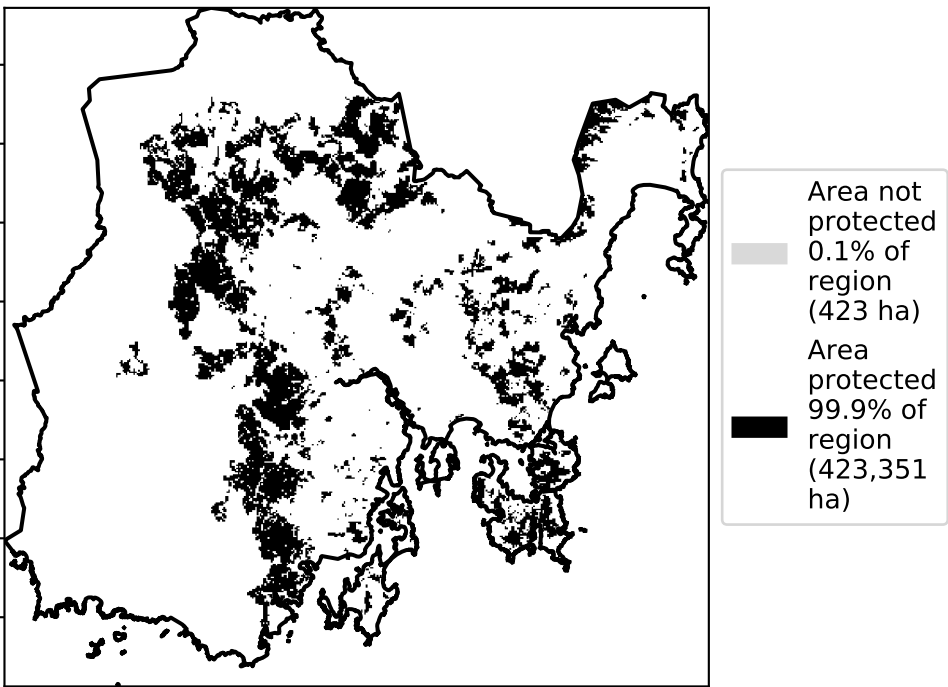 Area not
protected
0.1% of
region
(423 ha)
Area
protected
99.9% of
region
(423,351
ha)